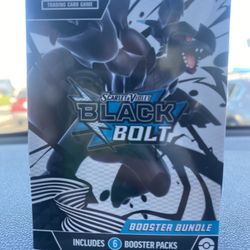 TRADING CARD GAME
SCARLET & VIOLET
BLACK
BOLT
BOOSTER BUNDLE
INCLUDES 6 BOOSTER PACKS